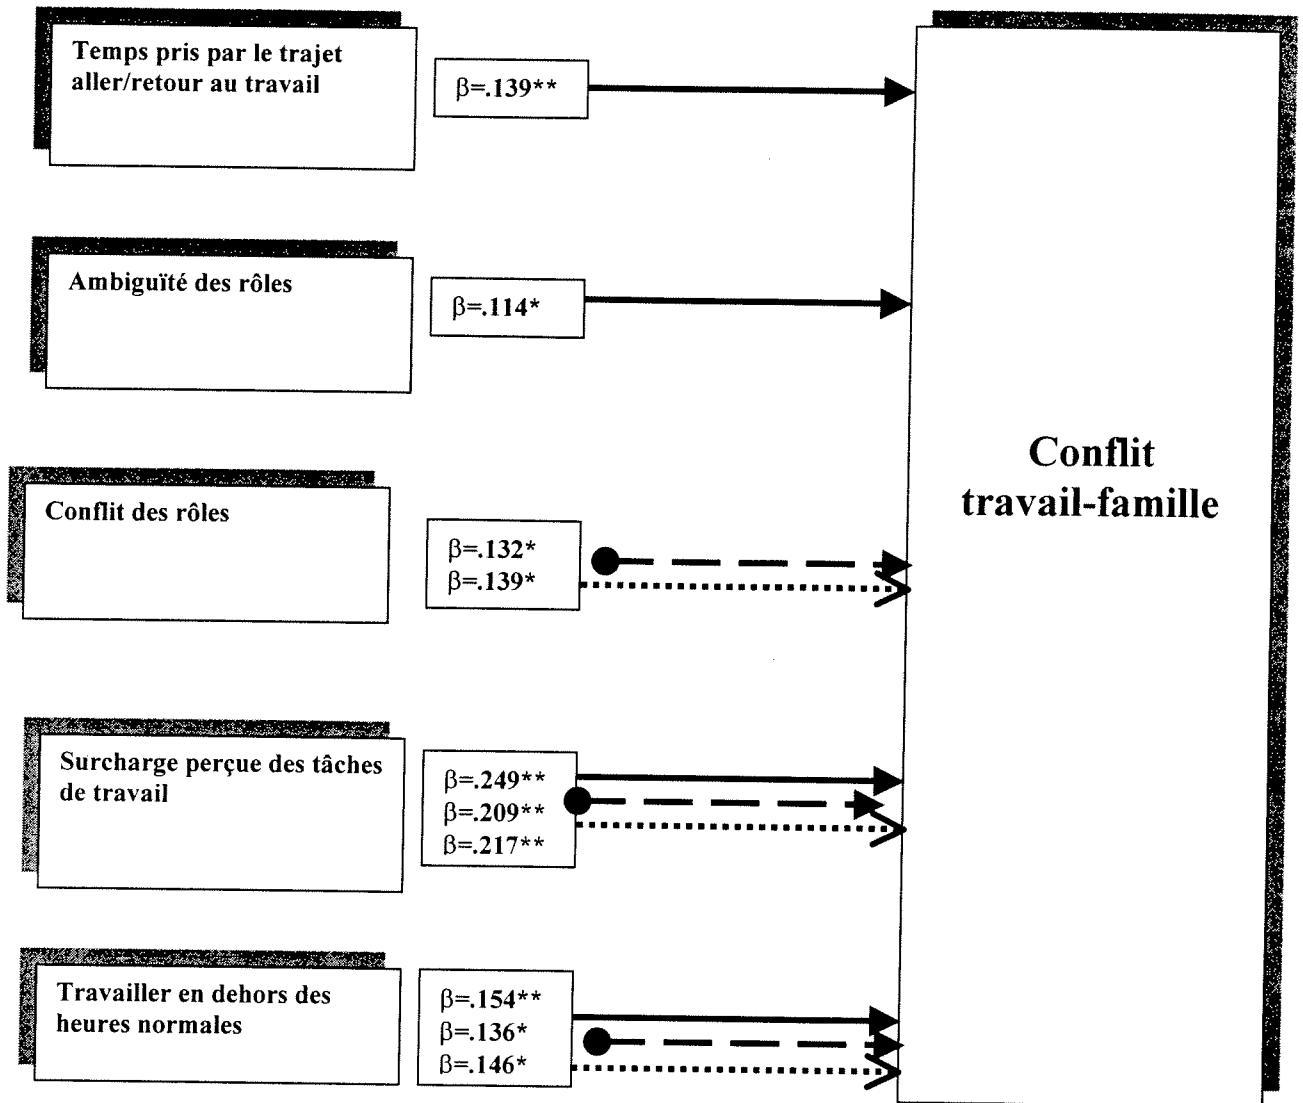 Temps pris par le trajet
aller/retour au travail
β=.139**
Ambiguïté des rôles
β=.114*
Conflit des rôles
β=.132*
β=.139*
Conflit
travail-famille
Surcharge perçue des tâches
de travail
β=.249**
β=.209**
β=.217**
Travailler en dehors des
heures normales
β=.154**
β=.136*
β=.146*